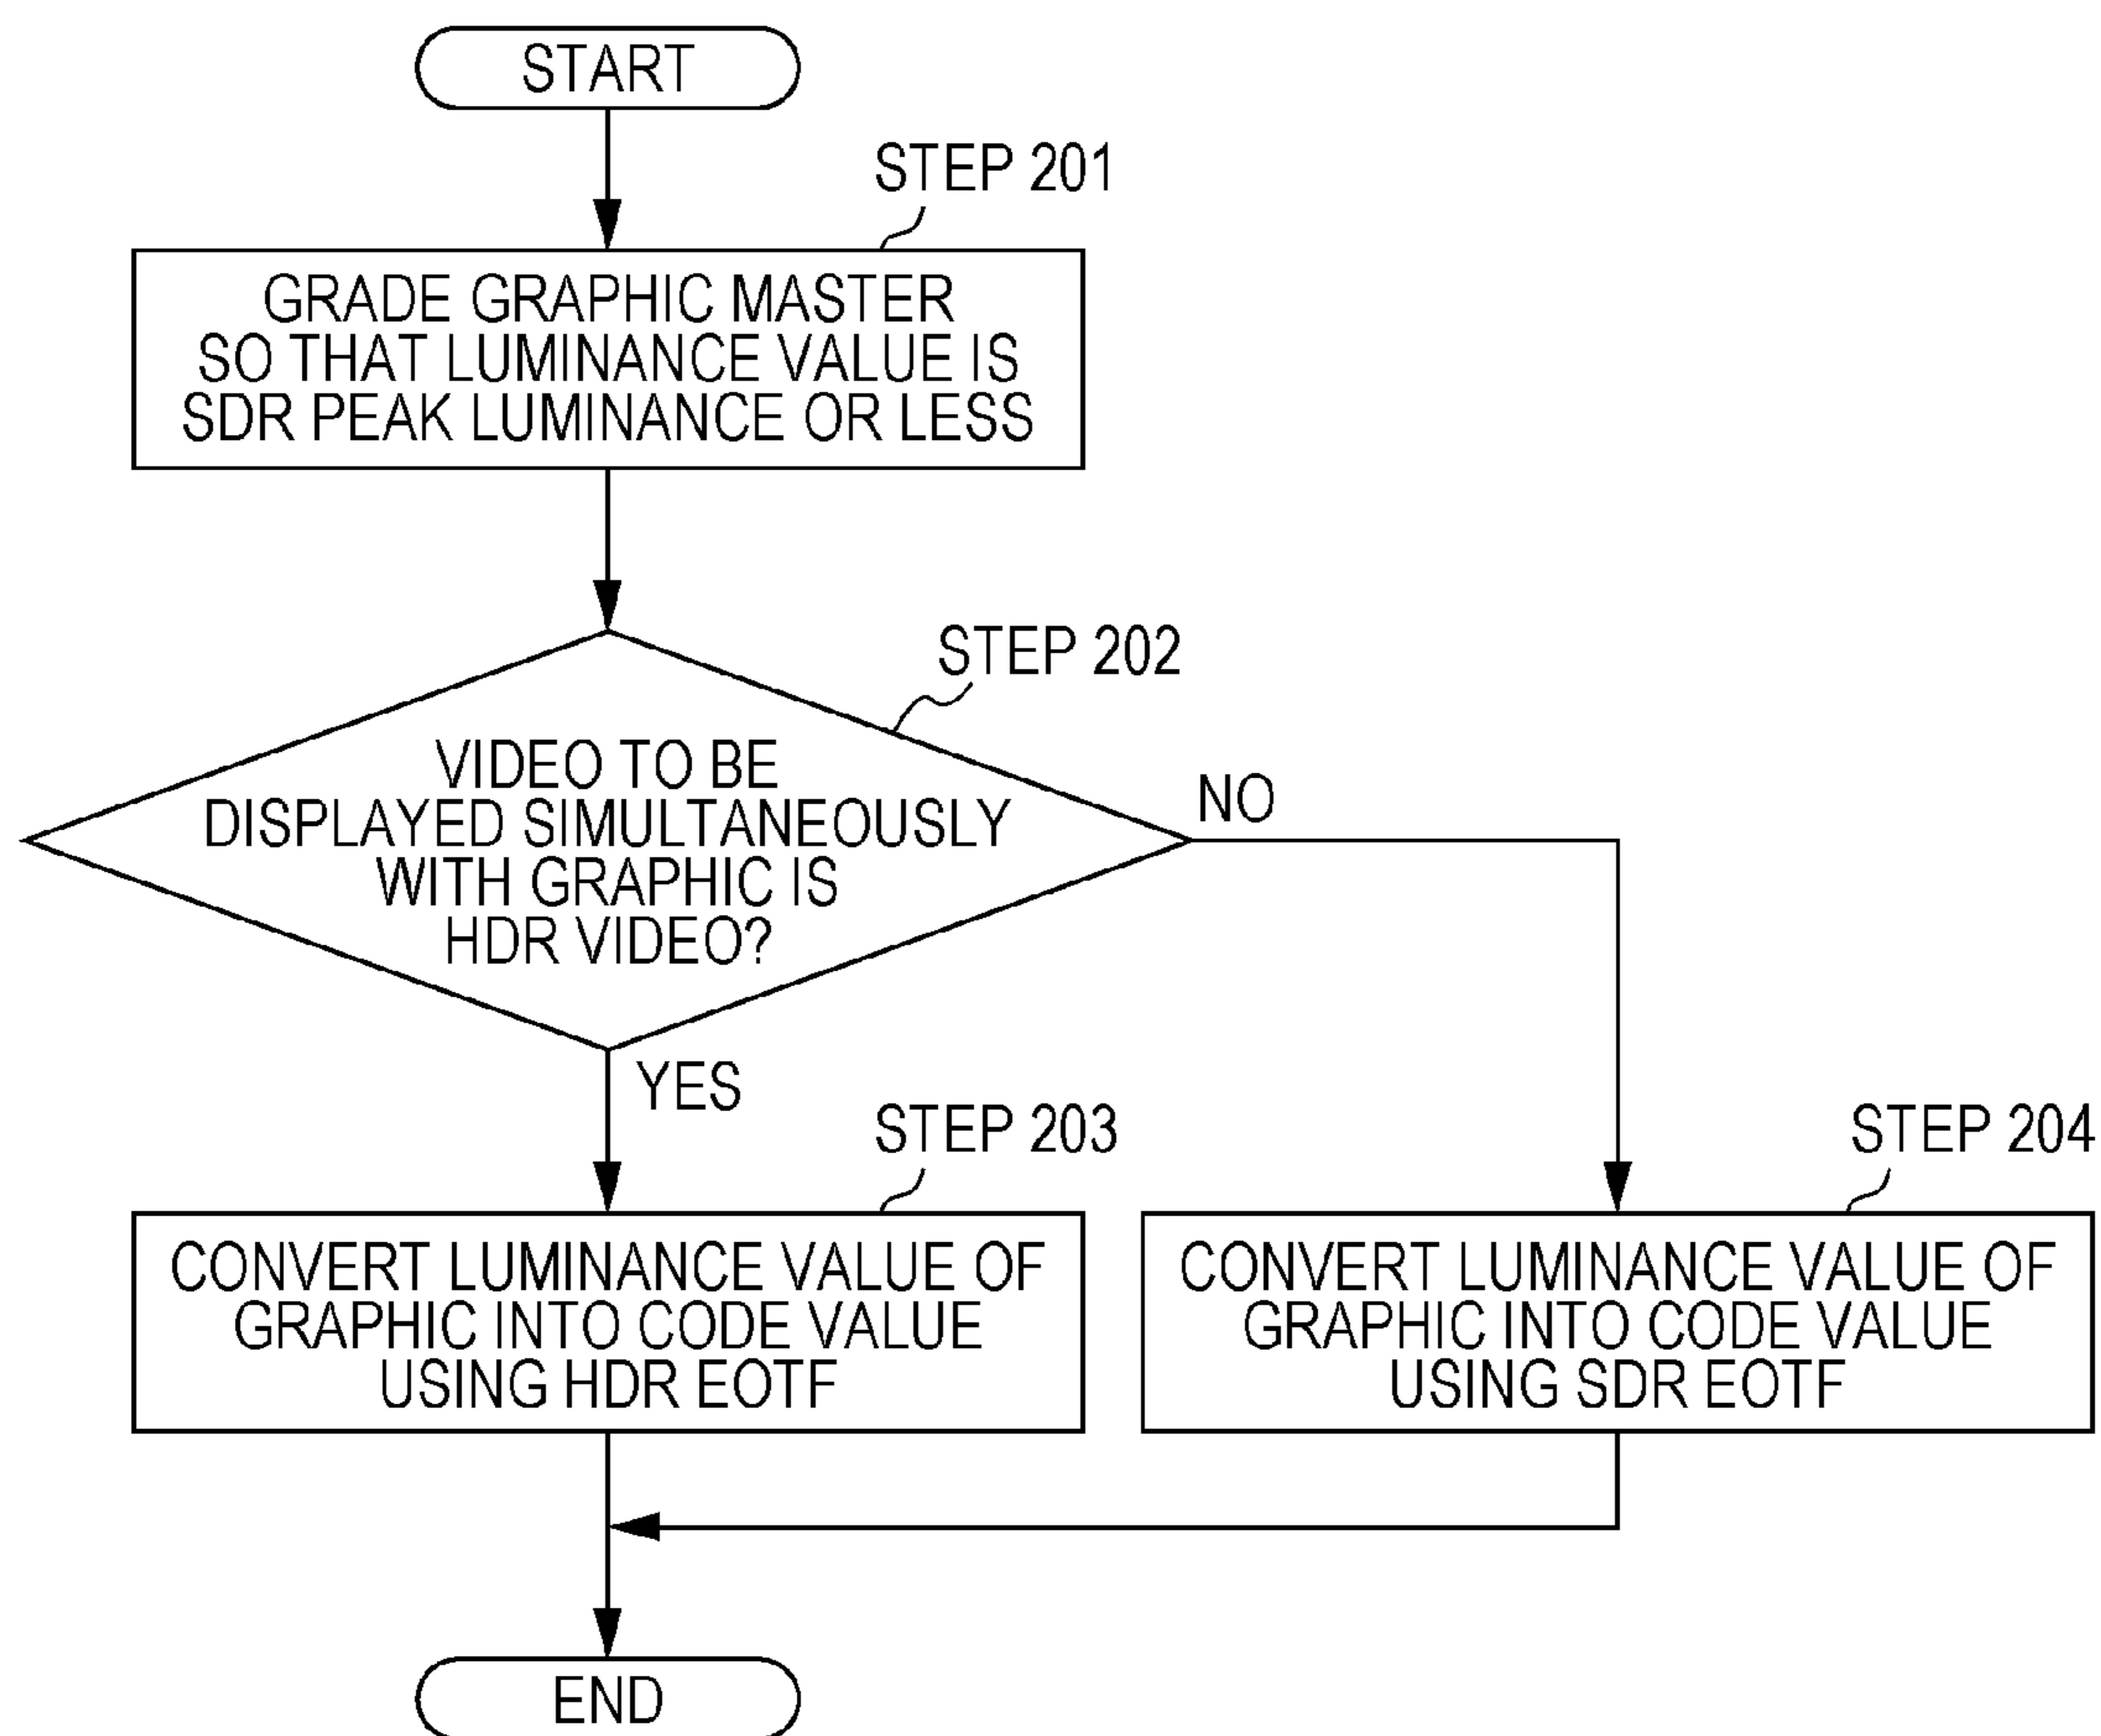 START
STEP 201
GRADE GRAPHIC MASTER
SO THAT LUMINANCE VALUE IS
SDR PEAK LUMINANCE OR LESS
STEP 202
VIDEO TO BE
DISPLAYED SIMULTANEOUSLY
WITH GRAPHIC IS
HDR VIDEO?
NO
YES
STEP 203
CONVERT LUMINANCE VALUE OF
GRAPHIC INTO CODE VALUE
USING HDR EOTF
STEP 204
CONVERT LUMINANCE VALUE OF
GRAPHIC INTO CODE VALUE
USING SDR EOTF
END